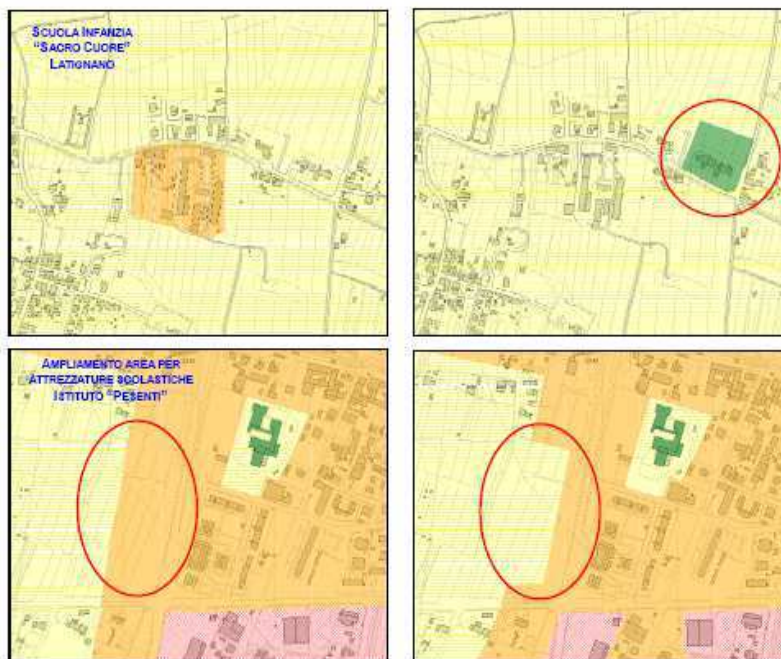 SCUOLA INFANZIA
"SACRO CUORE"
LATIGNANO
AMPLIAMENTO AREA PER
ATTREZZATURE SCOLASTICHE
ISTITUTO "PESENTI"